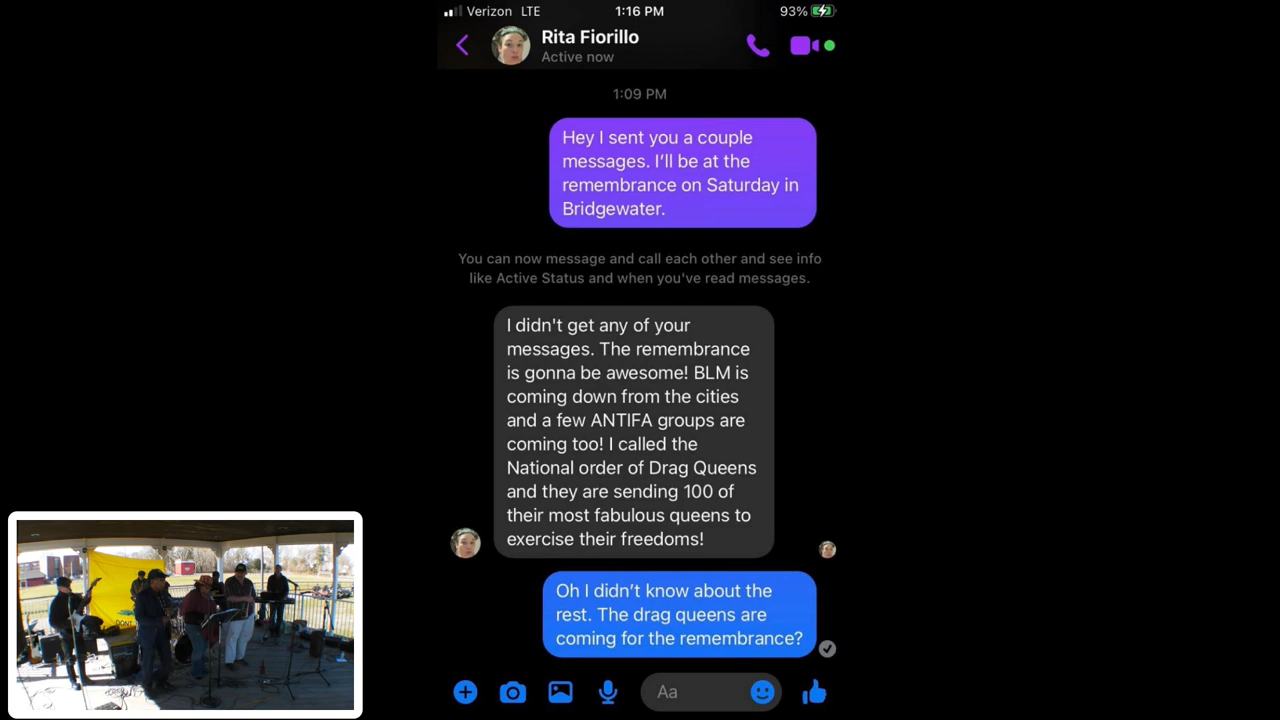 Verizon LTE
1:16 PM
93%
Rita Fiorillo
Active now
1:09 PM
Hey I sent you a couple
messages. I’ll be at the
remembrance on Saturday in
Bridgewater.
You can now message and call each other and see info
like Active Status and when you've read messages.
I didn't get any of your
messages. The remembrance
is gonna be awesome! BLM is
coming down from the cities
and a few ANTIFA groups are
coming too! I called the
National order of Drag Queens
and they are sending 100 of
their most fabulous queens to
exercise their freedoms!
Oh I didn’t know about the
rest. The drag queens are
coming for the remembrance?
Aa
DONT